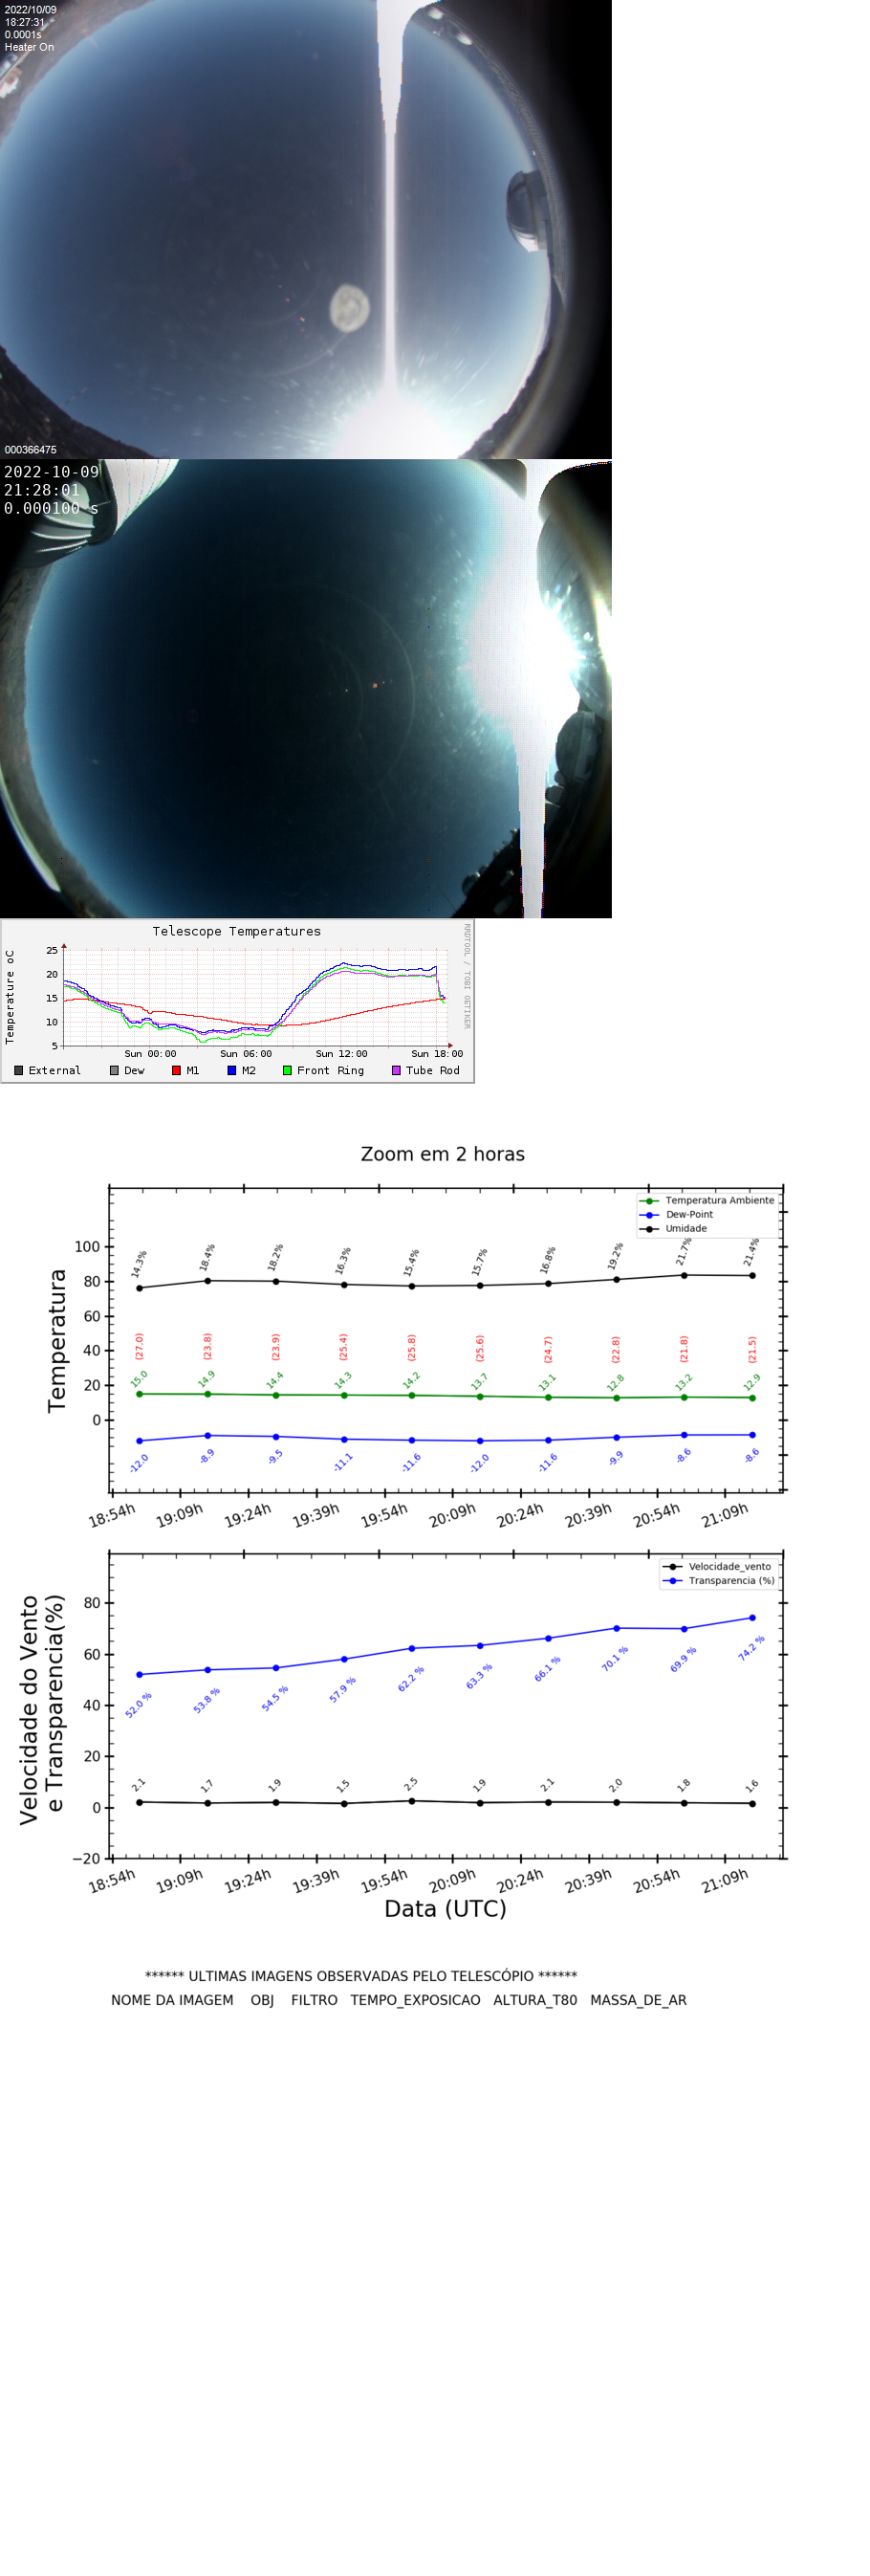 2022/10/09
18:27:31
0.0001s
Heater On
000366475
2022-10-09
21:28:01
0.000100 s
Telescope Temperatures
RRDTOOL / TOBI OETIKER
Temperature oC
25
20
15
10
5
Sun 00:00 Sun 06:00 Sun 12:00 Sun 18:00
External Dew M1 M2 Front Ring Tube Rod
Zoom em 2 horas
Temperatura Ambiente
Dew-Point
Umidade
Temperatura
100
80
60
40
20
0
14.3% 18.4% 18.2% 16.3% 15.4% 15.7% 16.8% 19.2% 21.7% 21.4%
(27.0) (23.8) (23.9) (25.4) (25.8) (25.6) (24.7) (22.8) (21.8) (21.5)
15.0 14.9 14.4 14.3 14.2 13.7 13.1 12.8 13.2 12.9
-12.0 -8.9 -9.5 -11.1 -11.6 -12.0 -11.6 -9.9 -8.6 -8.6
18:54h 19:09h 19:24h 19:39h 19:54h 20:09h 20:24h 20:39h 20:54h 21:09h
Velocidade_vento
Transparencia (%)
Velocidade do Vento
e Transparencia(%)
80
60
40
20
0
−20
52.0 % 53.8 % 54.5 % 57.9 % 62.2 % 63.3 % 66.1 % 70.1 % 69.9 % 74.2 %
2.1 1.7 1.9 1.5 2.5 1.9 2.1 2.0 1.8 1.6
18:54h 19:09h 19:24h 19:39h 19:54h 20:09h 20:24h 20:39h 20:54h 21:09h
Data (UTC)
****** ULTIMAS IMAGENS OBSERVADAS PELO TELESCÓPIO ******
NOME DA IMAGEM OBJ FILTRO TEMPO_EXPOSICAO ALTURA_T80 MASSA_DE_AR